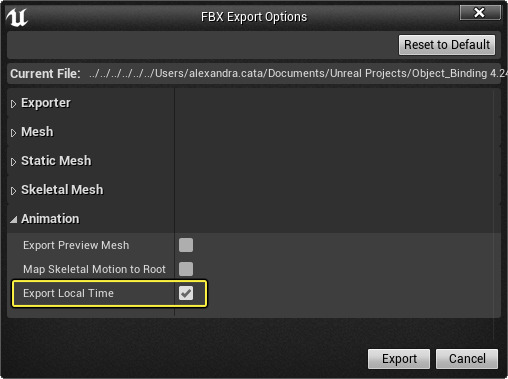 FBX Export Options
Reset to Default
Current File: ../../../../../../Users/alexandra.cata/Documents/Unreal Projects/Object_Binding 4.24
Exporter
Mesh
Static Mesh
Skeletal Mesh
Animation
Export Preview Mesh
Map Skeletal Motion to Root
Export Local Time
Export Cancel